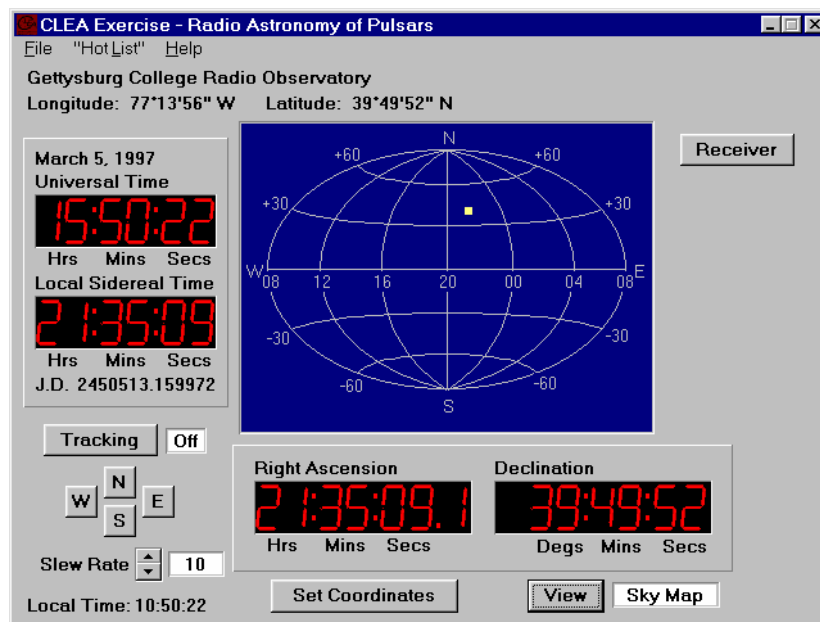 CLEA Exercise - Radio Astronomy of Pulsars
File "Hot List" Help
Gettysburg College Radio Observatory
Longitude: 77°13'56" W Latitude: 39°49'52" N
March 5, 1997
Universal Time
15:50:22
Hrs Mins Secs
Local Sidereal Time
21:35:09
Hrs Mins Secs
J.D. 2450513.159972
N
+60 +60
+30 +30
W E
08 12 16 20 00 04 08
-30 -30
-60 -60
S
Receiver
Tracking Off
N
W E
S
Slew Rate 10
Local Time: 10:50:22
Right Ascension
21:35:09.1
Hrs Mins Secs
Declination
39:49:52
Degs Mins Secs
Set Coordinates
View Sky Map